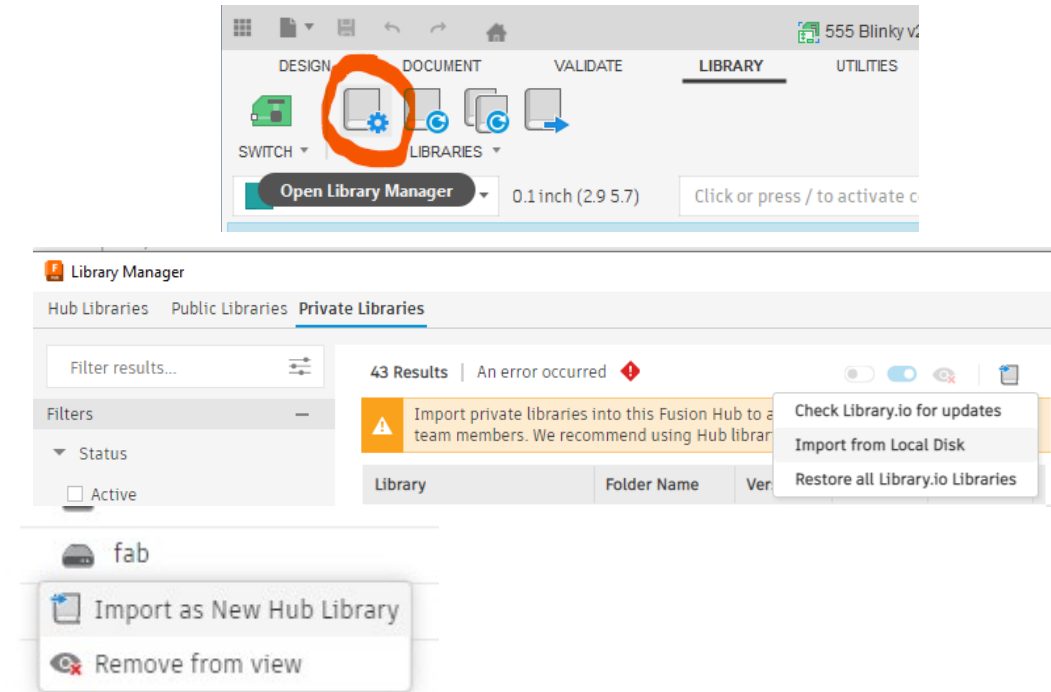 555 Blinky v2
DESIGN DOCUMENT VALIDATE LIBRARY UTILITIES
SWITCH LIBRARIES
Open Library Manager 0.1 inch (2.9 5.7) Click or press / to activate c
Library Manager
Hub Libraries Public Libraries Private Libraries
Filter results... 43 Results | An error occurred
Filters Import private libraries into this Fusion Hub to a Check Library.io for updates
team members. We recommend using Hub librar Import from Local Disk
Status
Library Folder Name Ver Restore all Library.io Libraries
Active
fab
Import as New Hub Library
Remove from view